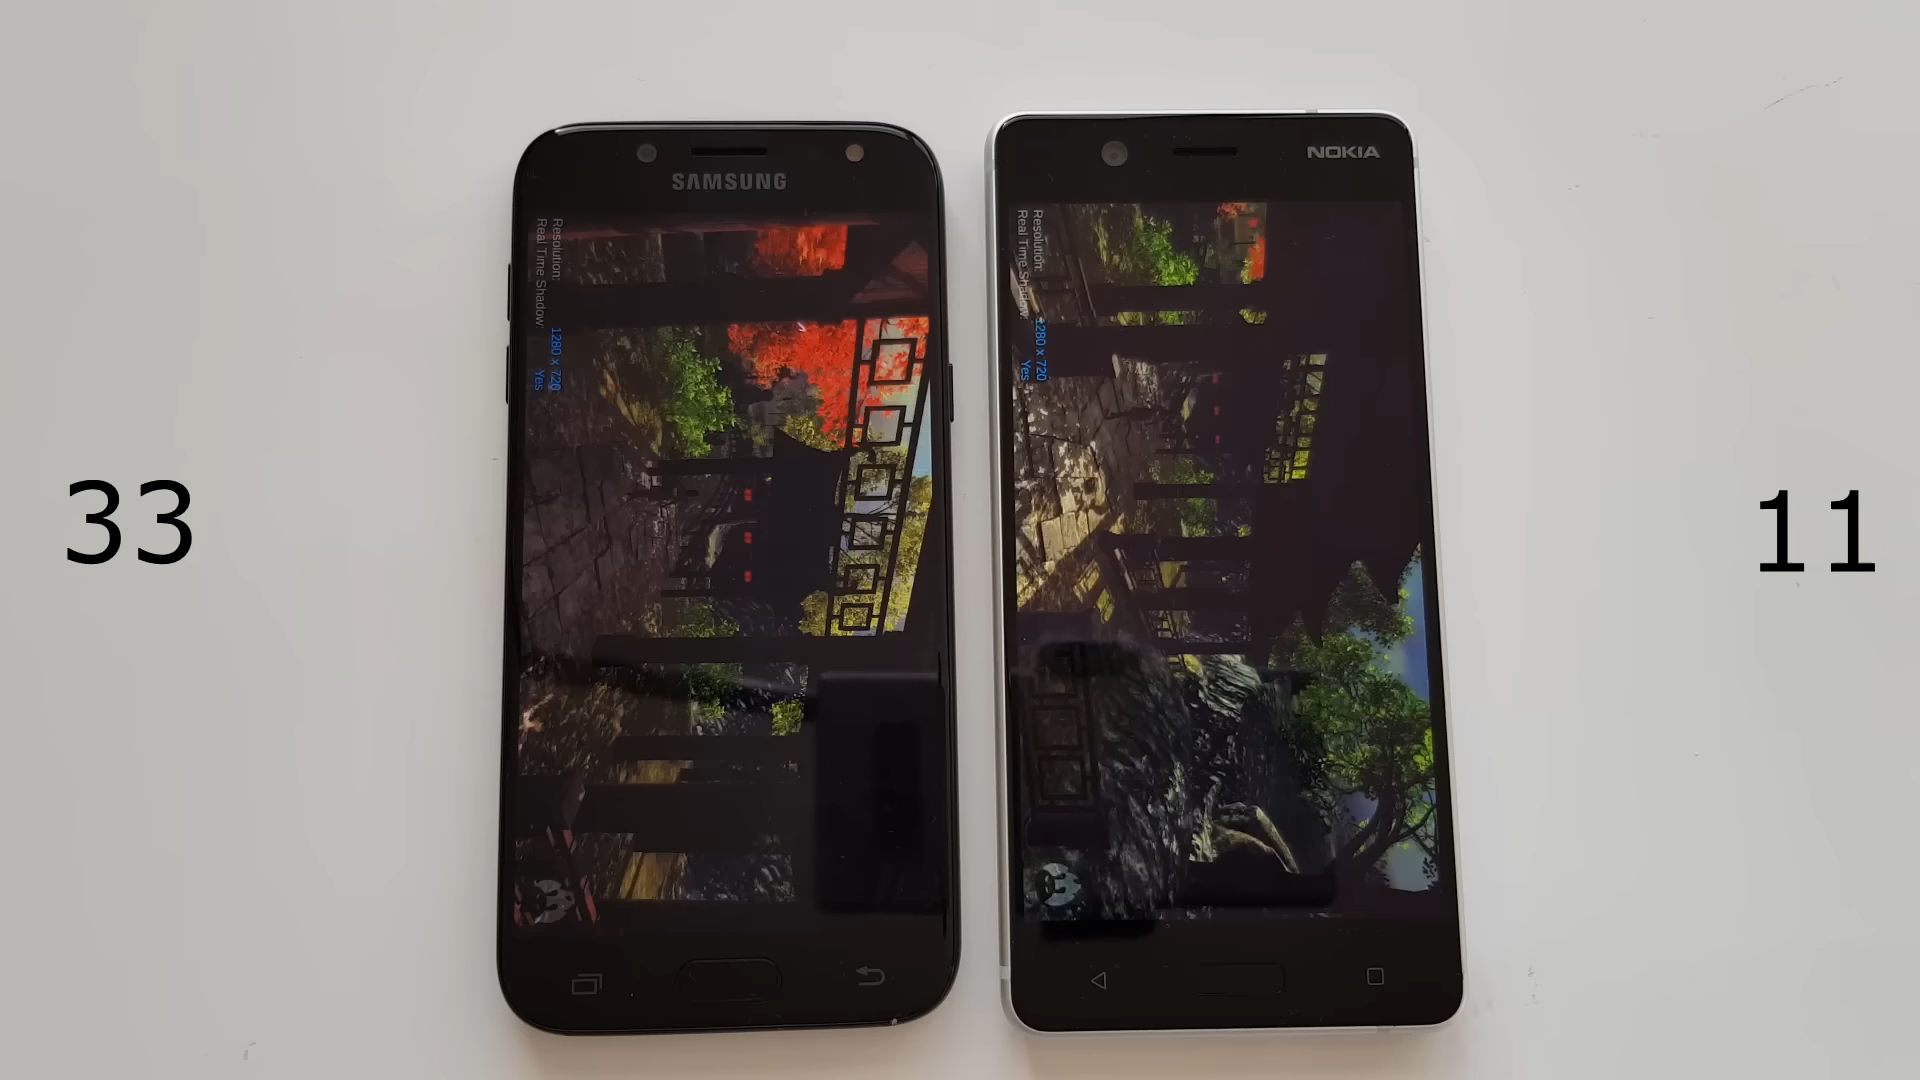 SAMSUNG
NOKIA
Resolution: 1280 x 720
Real Time Shadow: Yes
Resolution: 1280 x 720
Real Time Shadow: Yes
33
11